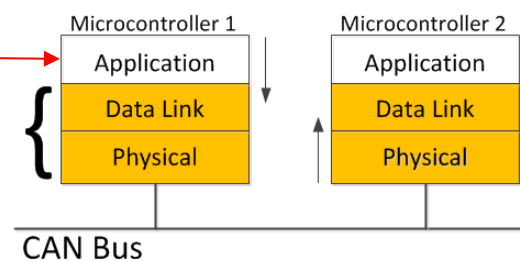 Microcontroller 1
Application
Data Link
Physical
Microcontroller 2
Application
Data Link
Physical
CAN Bus